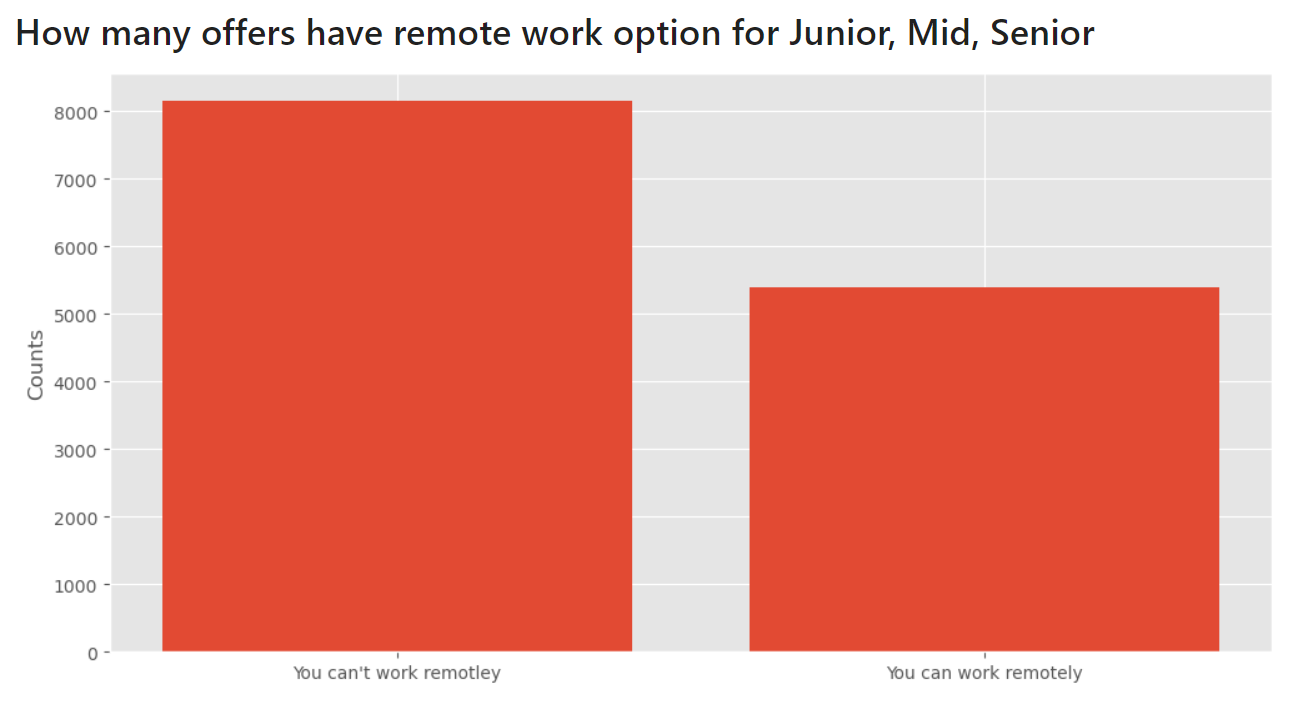 How many offers have remote work option for Junior, Mid, Senior
8000
7000
6000
5000
4000
3000
2000
1000
0
Counts
You can't work remotley
You can work remotely